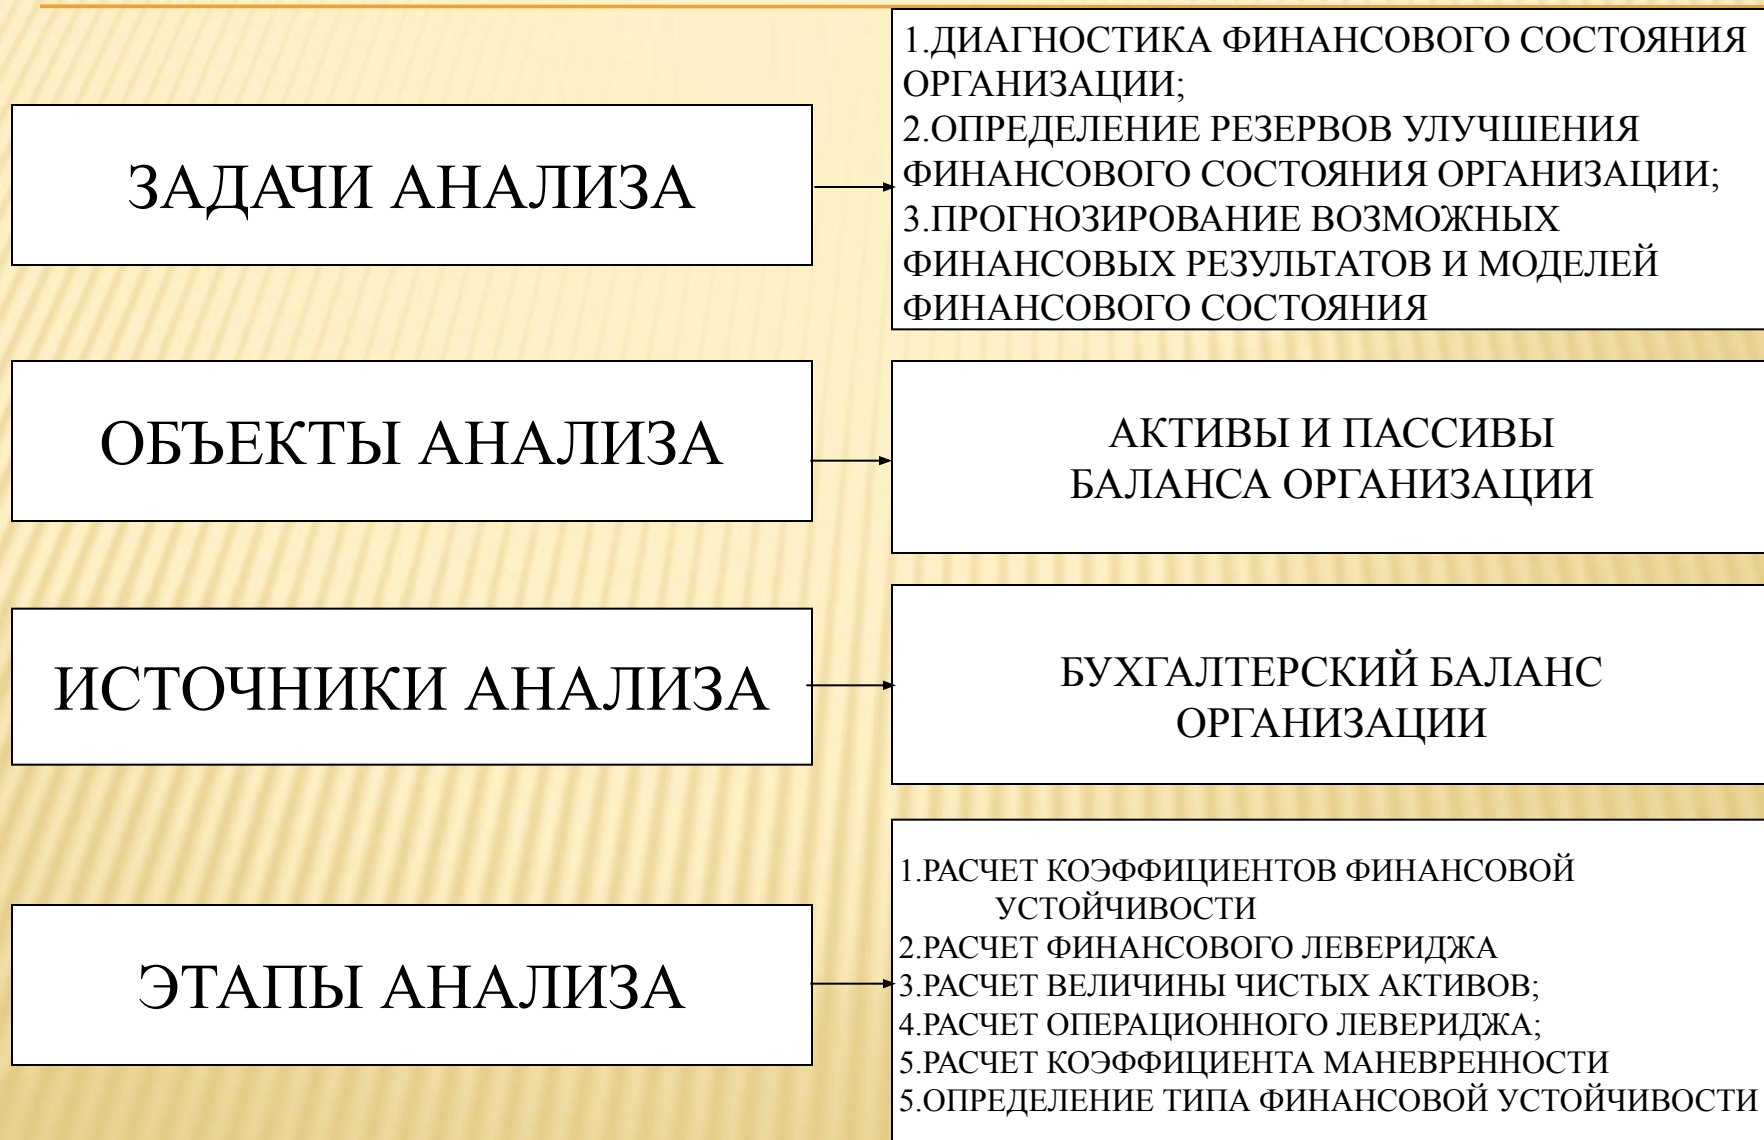 ЗАДАЧИ АНАЛИЗА
1.ДИАГНОСТИКА ФИНАНСОВОГО СОСТОЯНИЯ
ОРГАНИЗАЦИИ;
2.ОПРЕДЕЛЕНИЕ РЕЗЕРВОВ УЛУЧШЕНИЯ
ФИНАНСОВОГО СОСТОЯНИЯ ОРГАНИЗАЦИИ;
3.ПРОГНОЗИРОВАНИЕ ВОЗМОЖНЫХ
ФИНАНСОВЫХ РЕЗУЛЬТАТОВ И МОДЕЛЕЙ
ФИНАНСОВОГО СОСТОЯНИЯ
ОБЪЕКТЫ АНАЛИЗА
АКТИВЫ И ПАССИВЫ
БАЛАНСА ОРГАНИЗАЦИИ
ИСТОЧНИКИ АНАЛИЗА
БУХГАЛТЕРСКИЙ БАЛАНС
ОРГАНИЗАЦИИ
ЭТАПЫ АНАЛИЗА
1.РАСЧЕТ КОЭФФИЦИЕНТОВ ФИНАНСОВОЙ
УСТОЙЧИВОСТИ
2.РАСЧЕТ ФИНАНСОВОГО ЛЕВЕРИДЖА
3.РАСЧЕТ ВЕЛИЧИНЫ ЧИСТЫХ АКТИВОВ;
4.РАСЧЕТ ОПЕРАЦИОННОГО ЛЕВЕРИДЖА;
5.РАСЧЕТ КОЭФФИЦИЕНТА МАНЕВРЕННОСТИ
5.ОПРЕДЕЛЕНИЕ ТИПА ФИНАНСОВОЙ УСТОЙЧИВОСТИ